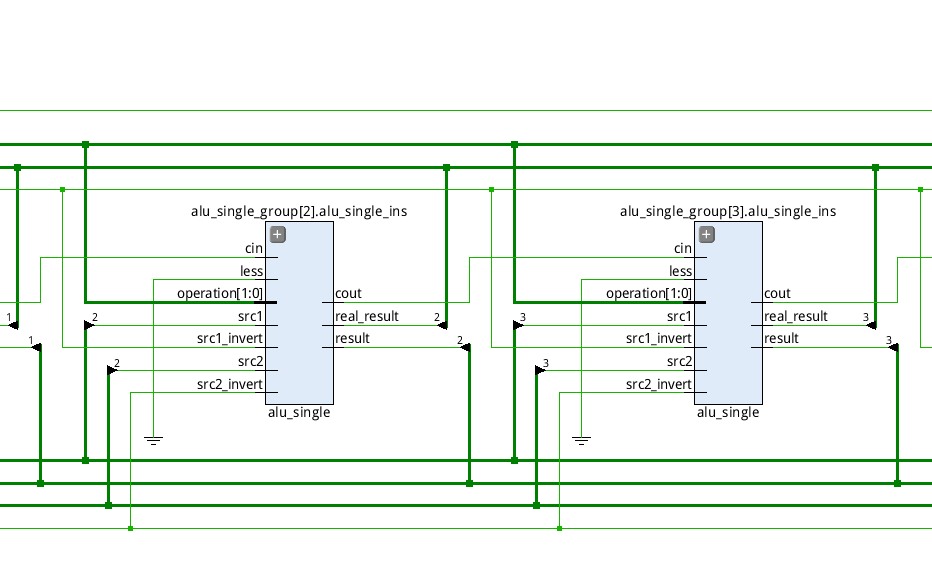 alu_single_group[2].alu_single_ins
alu_single_group[3].alu_single_ins
+
+
cin
cin
less
less
operation[1:0]
cout
operation[1:0]
cout
1
2
src1
real_result
2
3
src1
real_result
3
1
src1_invert
result
2
src1_invert
result
3
2
src2
3
src2
src2_invert
src2_invert
alu_single
alu_single